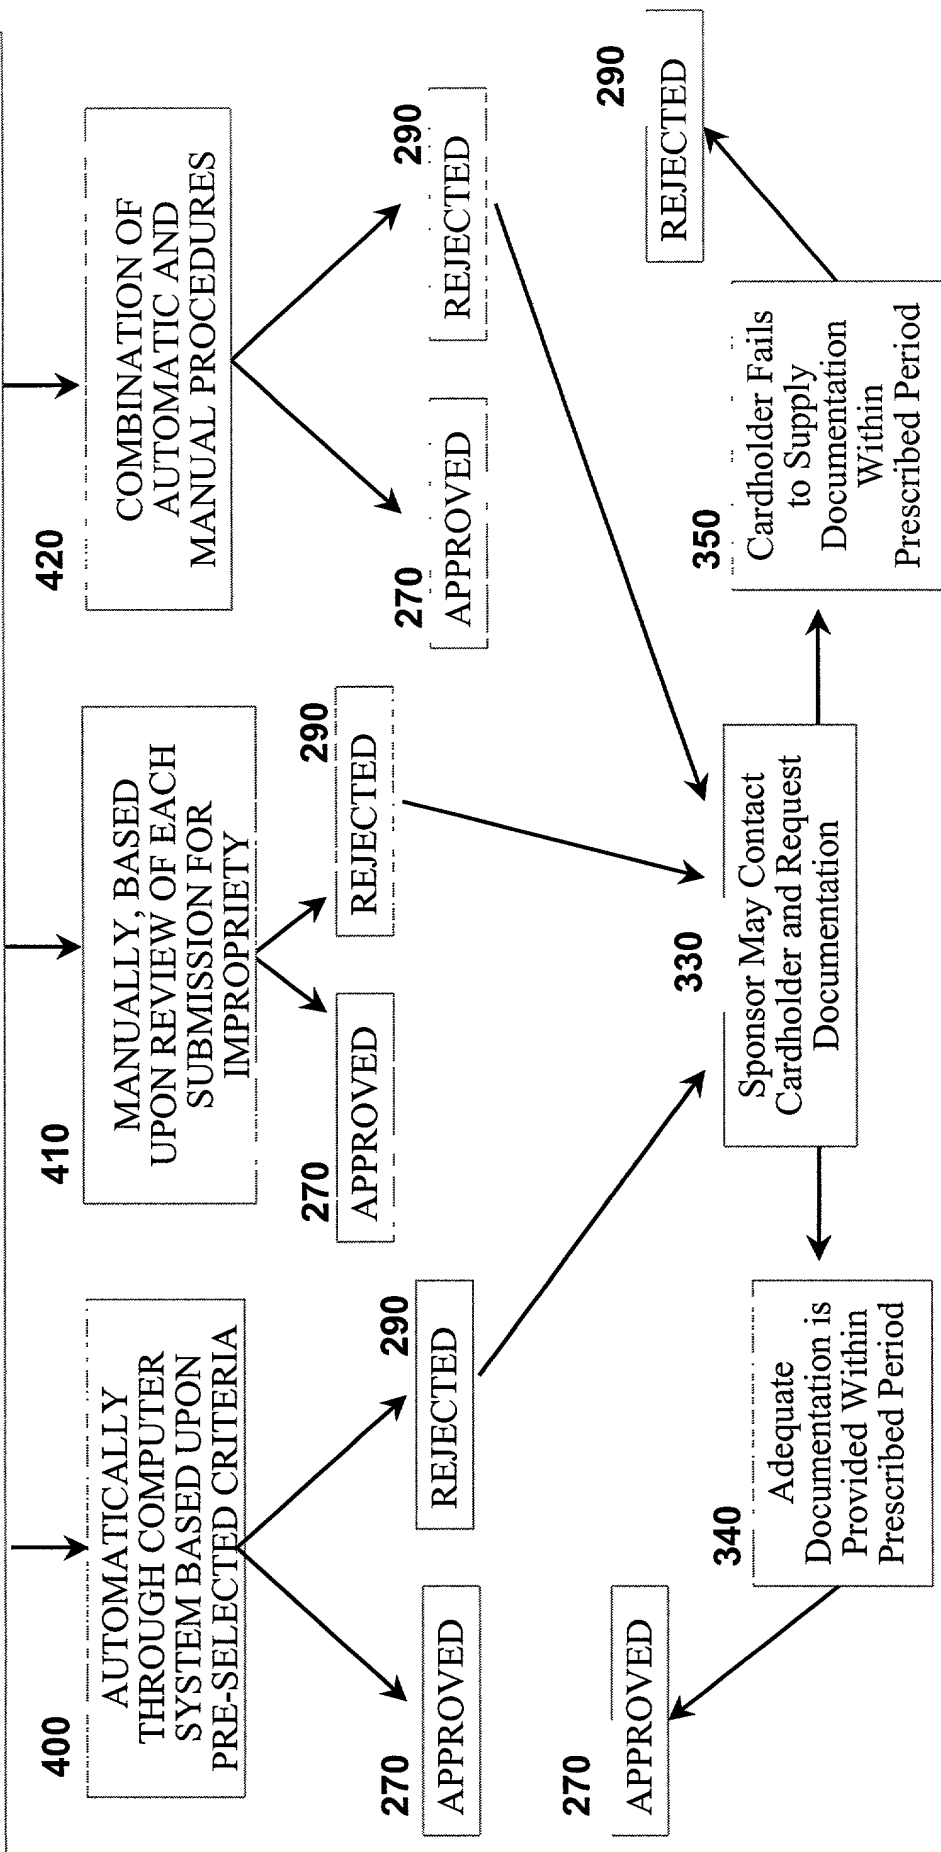 400
AUTOMATICALLY
THROUGH COMPUTER
SYSTEM BASED UPON
PRE-SELECTED CRITERIA
270
APPROVED
290
REJECTED
410
MANUALLY, BASED
UPON REVIEW OF EACH
SUBMISSION FOR
IMPROPRIETY
270
APPROVED
290
REJECTED
420
COMBINATION OF
AUTOMATIC AND
MANUAL PROCEDURES
270
APPROVED
290
REJECTED
330
Sponsor May Contact
Cardholder and Request
Documentation
340
Adequate
Documentation is
Provided Within
Prescribed Period
270
APPROVED
350
Cardholder Fails
to Supply
Documentation
Within
Prescribed Period
290
REJECTED